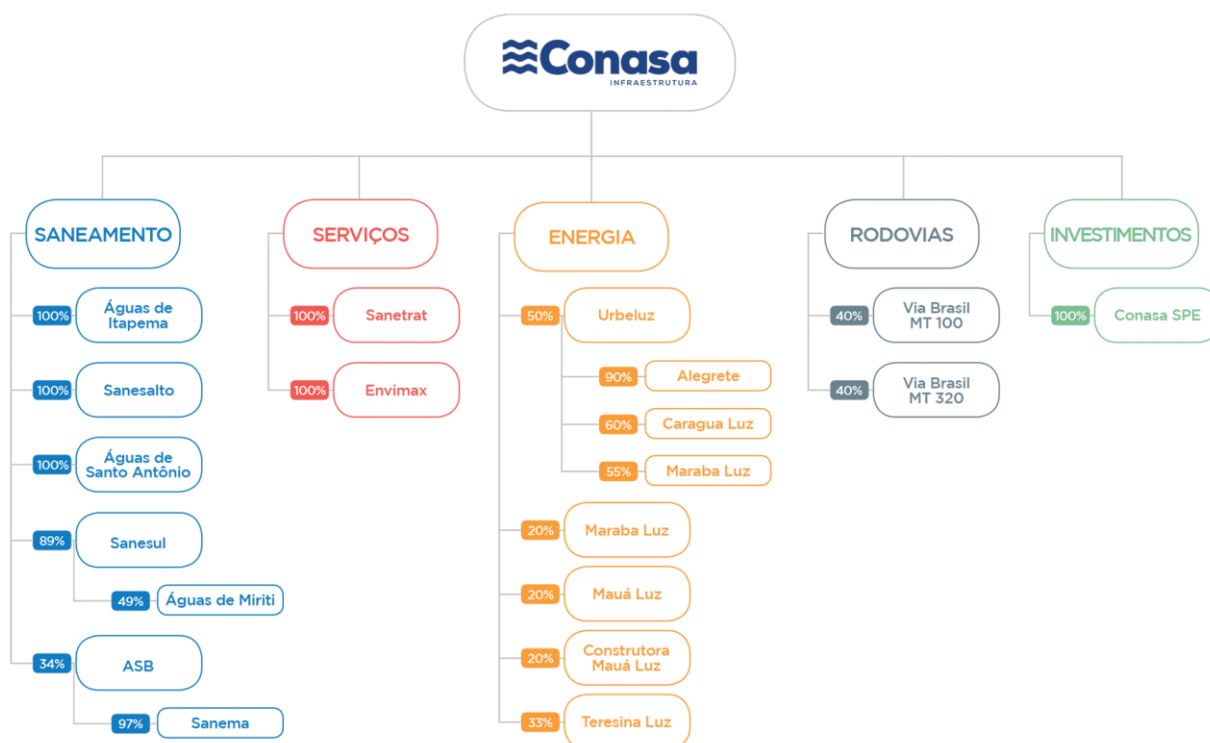 Conasa
INFRAESTRUTURA
SANEAMENTO
100%
Águas de
Itapema
100%
Sanesalto
100%
Águas de
Santo Antônio
89%
Sanesul
49%
Águas de Miriti
34%
ASB
97%
Sanema
SERVIÇOS
100%
Sanetrat
100%
Envimax
ENERGIA
50%
Urbeluz
90%
Alegrete
60%
Caragua Luz
55%
Maraba Luz
20%
Maraba Luz
20%
Mauá Luz
20%
Construtora
Mauá Luz
33%
Teresina Luz
RODOVIAS
40%
Via Brasil
MT 100
40%
Via Brasil
MT 320
INVESTIMENTOS
100%
Conasa SPE